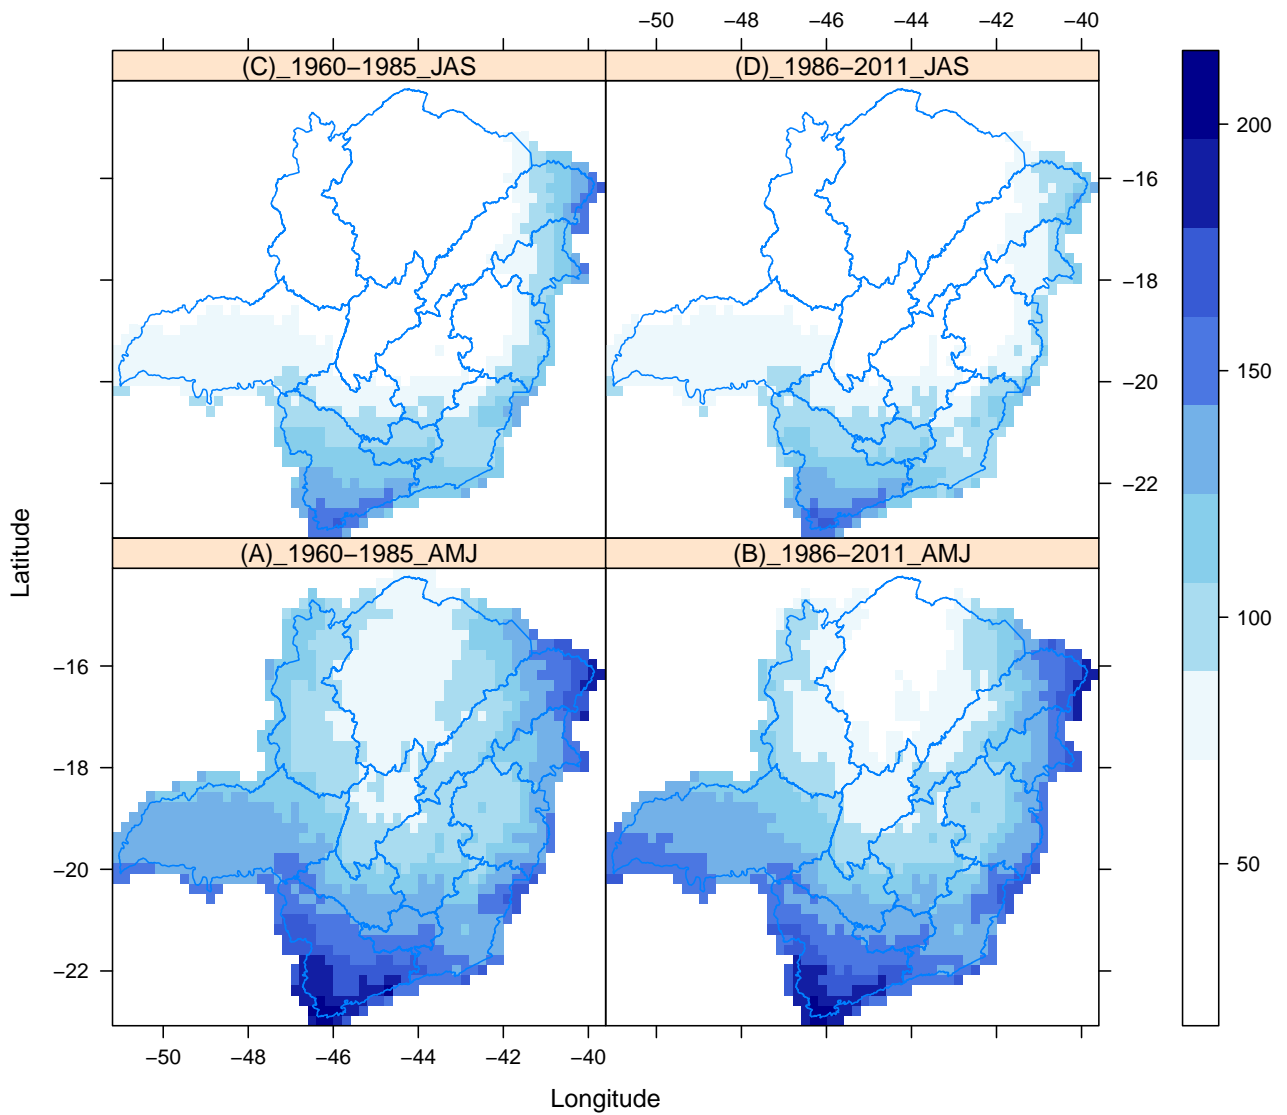 −50 −48 −46 −44 −42 −40
(C)_1960−1985_JAS
(D)_1986−2011_JAS
−16
−18
−20
−22
200
150
100
50
Latitude
(A)_1960−1985_AMJ
(B)_1986−2011_AMJ
−16
−18
−20
−22
−50 −48 −46 −44 −42 −40
Longitude